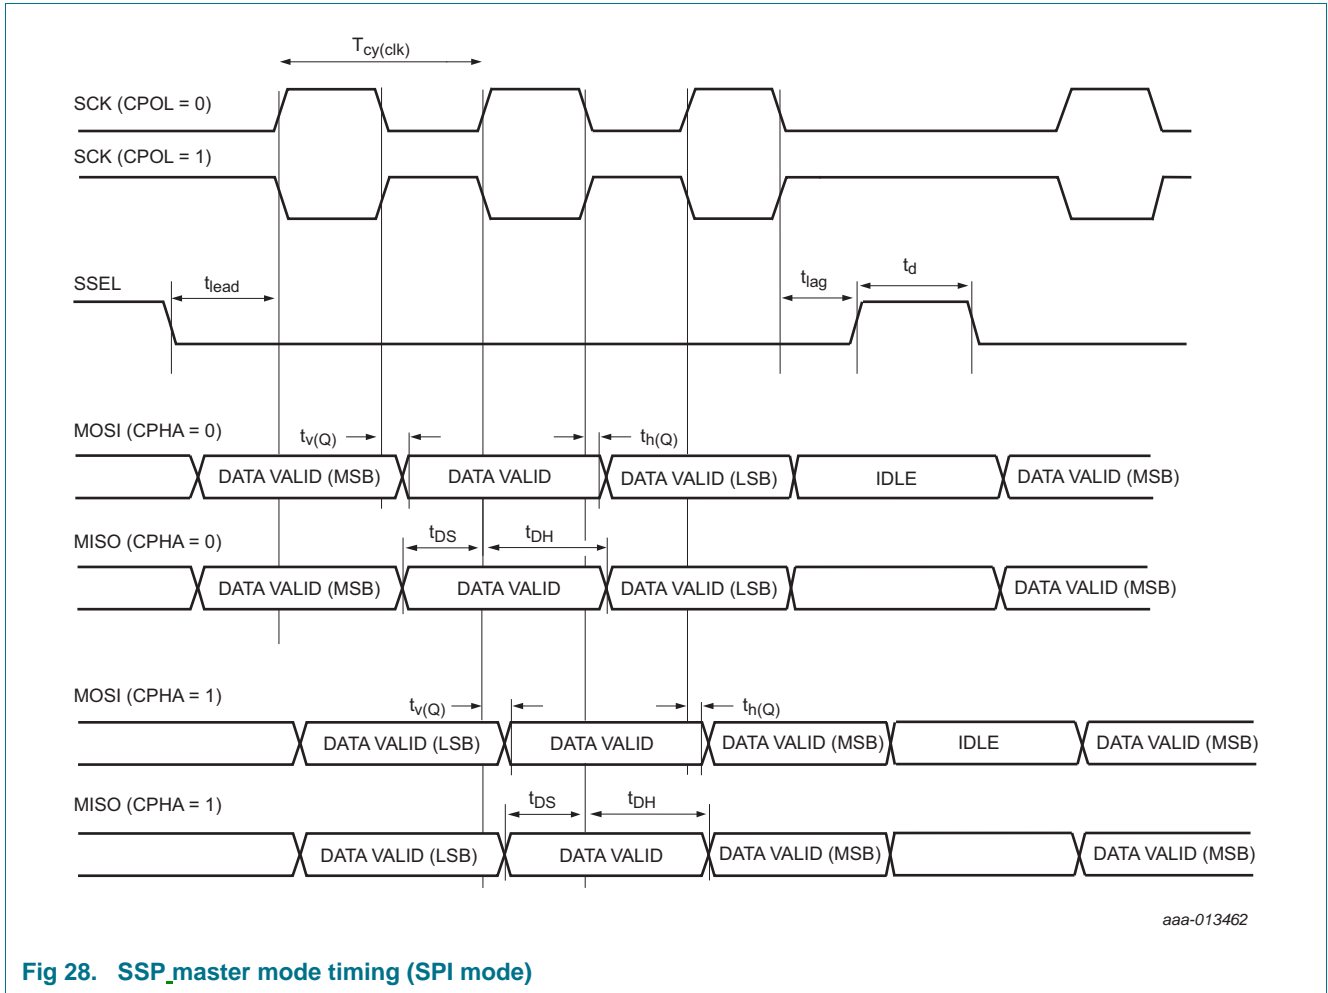 Tcy(clk)
SCK (CPOL = 0)
SCK (CPOL = 1)
SSEL
tlead
tlag
td
MOSI (CPHA = 0)
tv(Q)
th(Q)
DATA VALID (MSB)
DATA VALID
DATA VALID (LSB)
IDLE
DATA VALID (MSB)
MISO (CPHA = 0)
tDS
tDH
DATA VALID (MSB)
DATA VALID
DATA VALID (LSB)
DATA VALID (MSB)
MOSI (CPHA = 1)
tv(Q)
th(Q)
DATA VALID (LSB)
DATA VALID
DATA VALID (MSB)
IDLE
DATA VALID (MSB)
MISO (CPHA = 1)
tDS
tDH
DATA VALID (LSB)
DATA VALID
DATA VALID (MSB)
DATA VALID (MSB)
aaa-013462
Fig 28. SSP master mode timing (SPI mode)